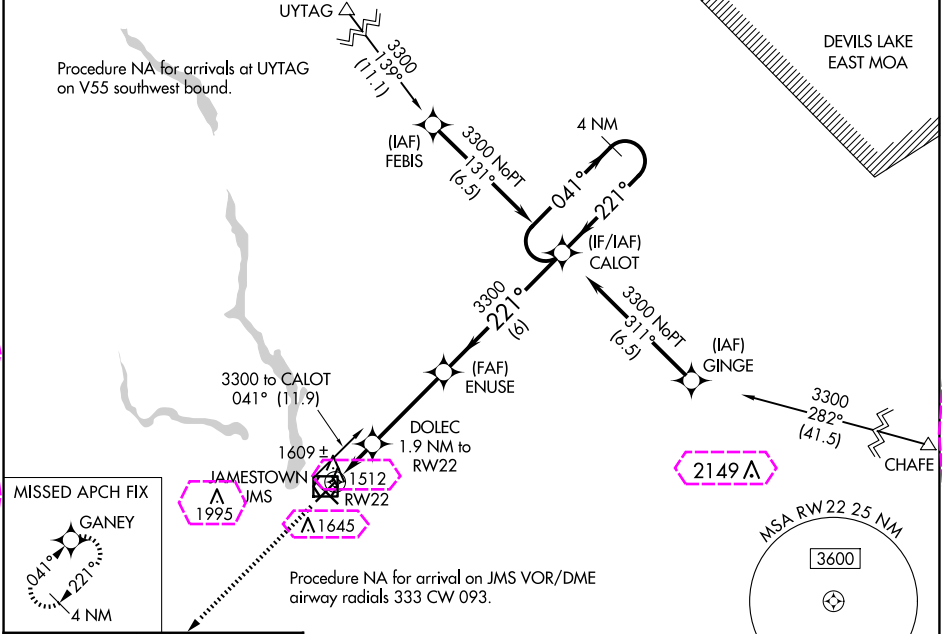 UYTAG
3300
139°
(11.1)
Procedure NA for arrivals at UYTAG
on V55 southwest bound.
DEVILS LAKE
EAST MOA
(IAF)
FEBIS
3300 NoPT
131°
(6.5)
4 NM
041°
221°
(IF/IAF)
CALOT
3300
221°
(6)
3300 NoPT
311°
(6.5)
(IAF)
GINGE
(FAF)
ENUSE
3300 to CALOT
041° (11.9)
DOLEC
1.9 NM to
RW22
3300
282°
(41.5)
CHAFE
1609 ±
JAMESTOWN
JMS
1512
RW22
1995
1645
2149
MISSED APCH FIX
GANEY
041°
221°
4 NM
MSA RW 22 25 NM
3600
Procedure NA for arrival on JMS VOR/DME
airway radials 333 CW 093.